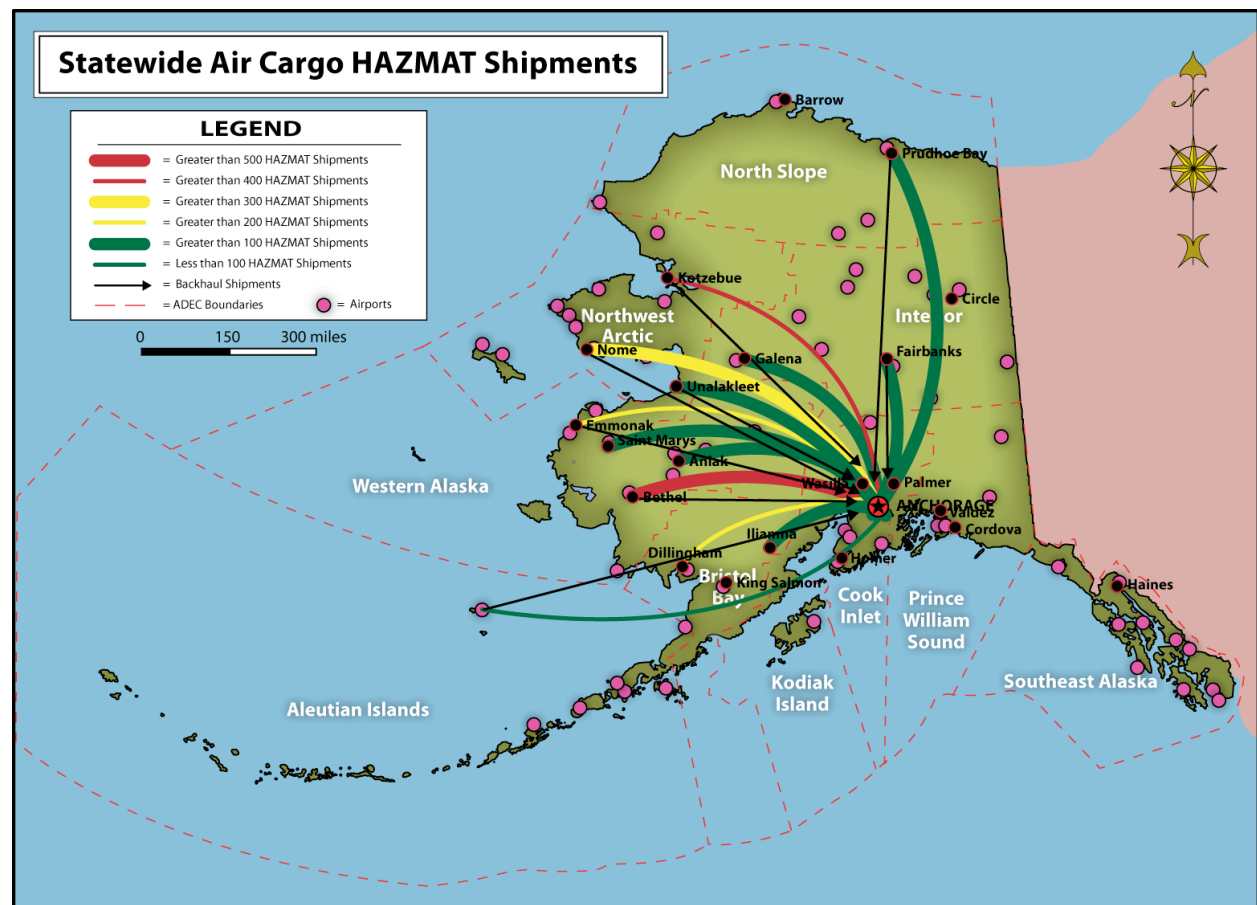 Statewide Air Cargo HAZMAT Shipments
LEGEND
= Greater than 500 HAZMAT Shipments
= Greater than 400 HAZMAT Shipments
= Greater than 300 HAZMAT Shipments
= Greater than 200 HAZMAT Shipments
= Greater than 100 HAZMAT Shipments
= Less than 100 HAZMAT Shipments
= Backhaul Shipments
= ADEC Boundaries
= Airports
0 150 300 miles
N
Barrow
Prudhoe Bay
North Slope
Kotzebue
Circle
Northwest
Arctic
Interior
Nome
Galena
Fairbanks
Unalakleet
Emmonak
Saint Marys
Aniak
Western Alaska
Bethel
Wasilla
Palmer
ANCHORAGE
Valdez
Cordova
Iliamna
Dillingham
Homer
Bristol
Bay
King Salmon
Haines
Cook
Inlet
Prince
William
Sound
Kodiak
Island
Southeast Alaska
Aleutian Islands